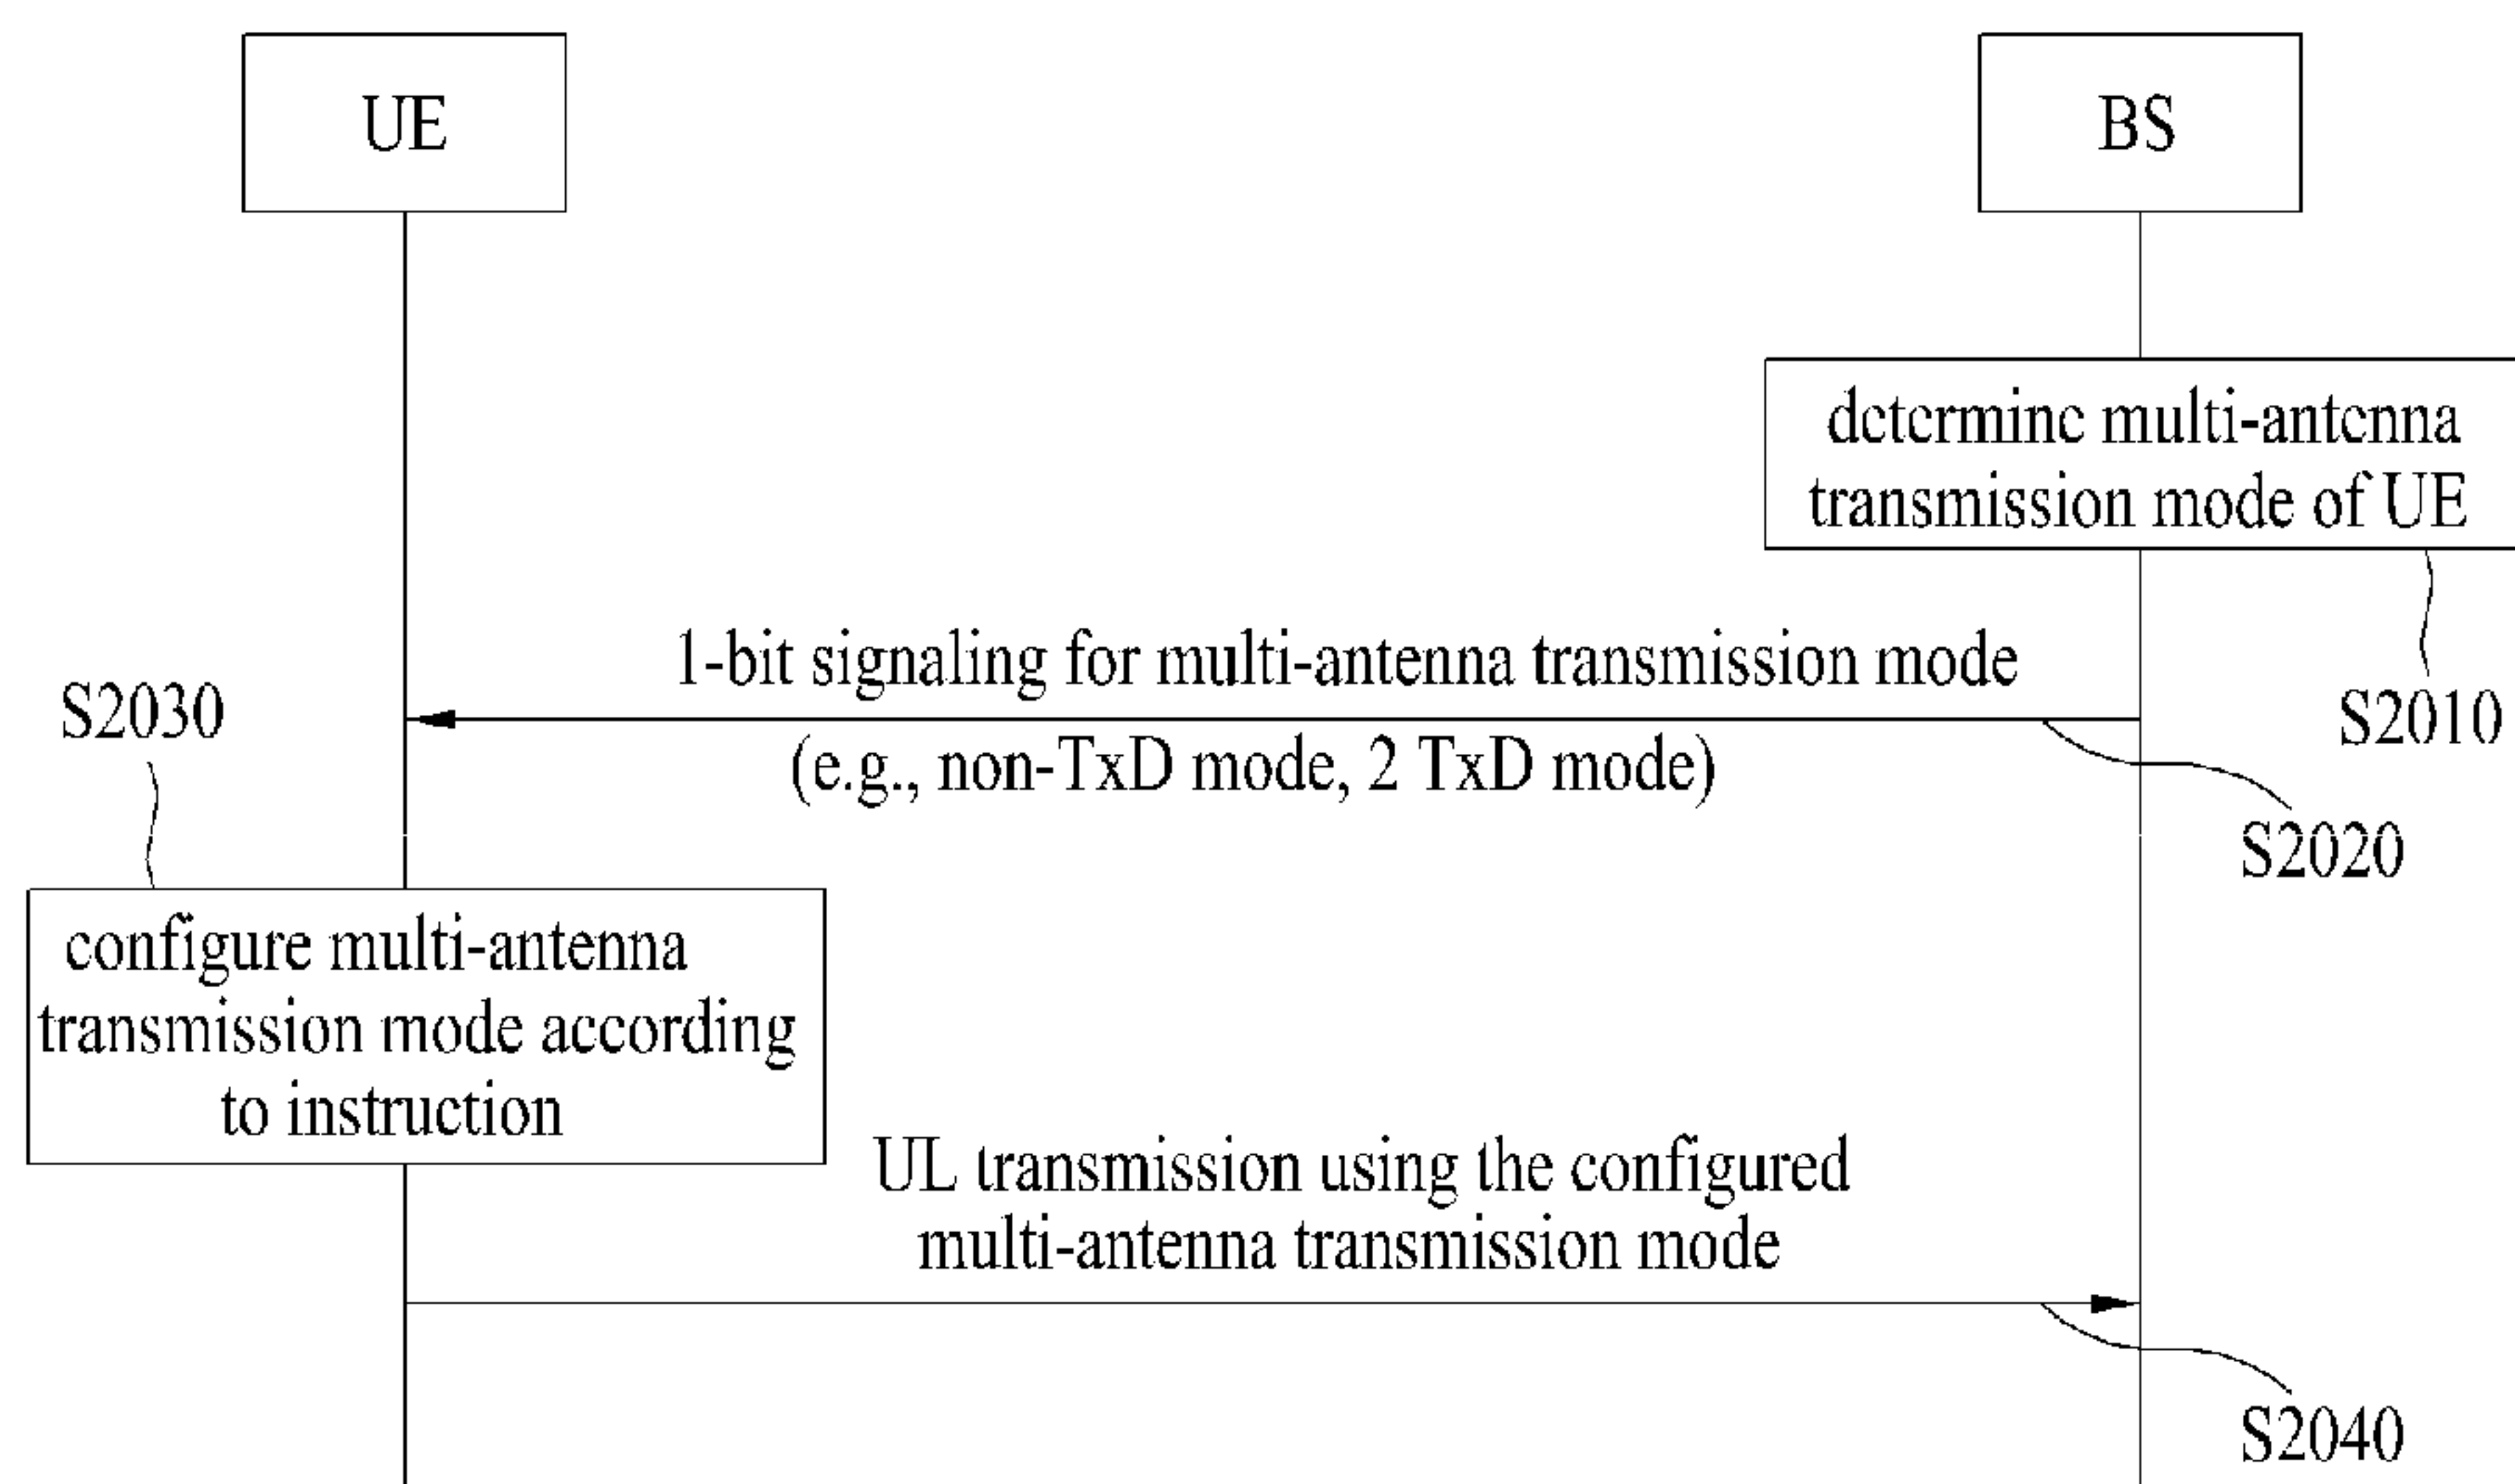 UE
BS
determine multi-antenna
transmission mode of UE
S2010
1-bit signaling for multi-antenna transmission mode
(e.g., non-TxD mode, 2 TxD mode)
S2020
S2030
configure multi-antenna
transmission mode according
to instruction
UL transmission using the configured
multi-antenna transmission mode
S2040